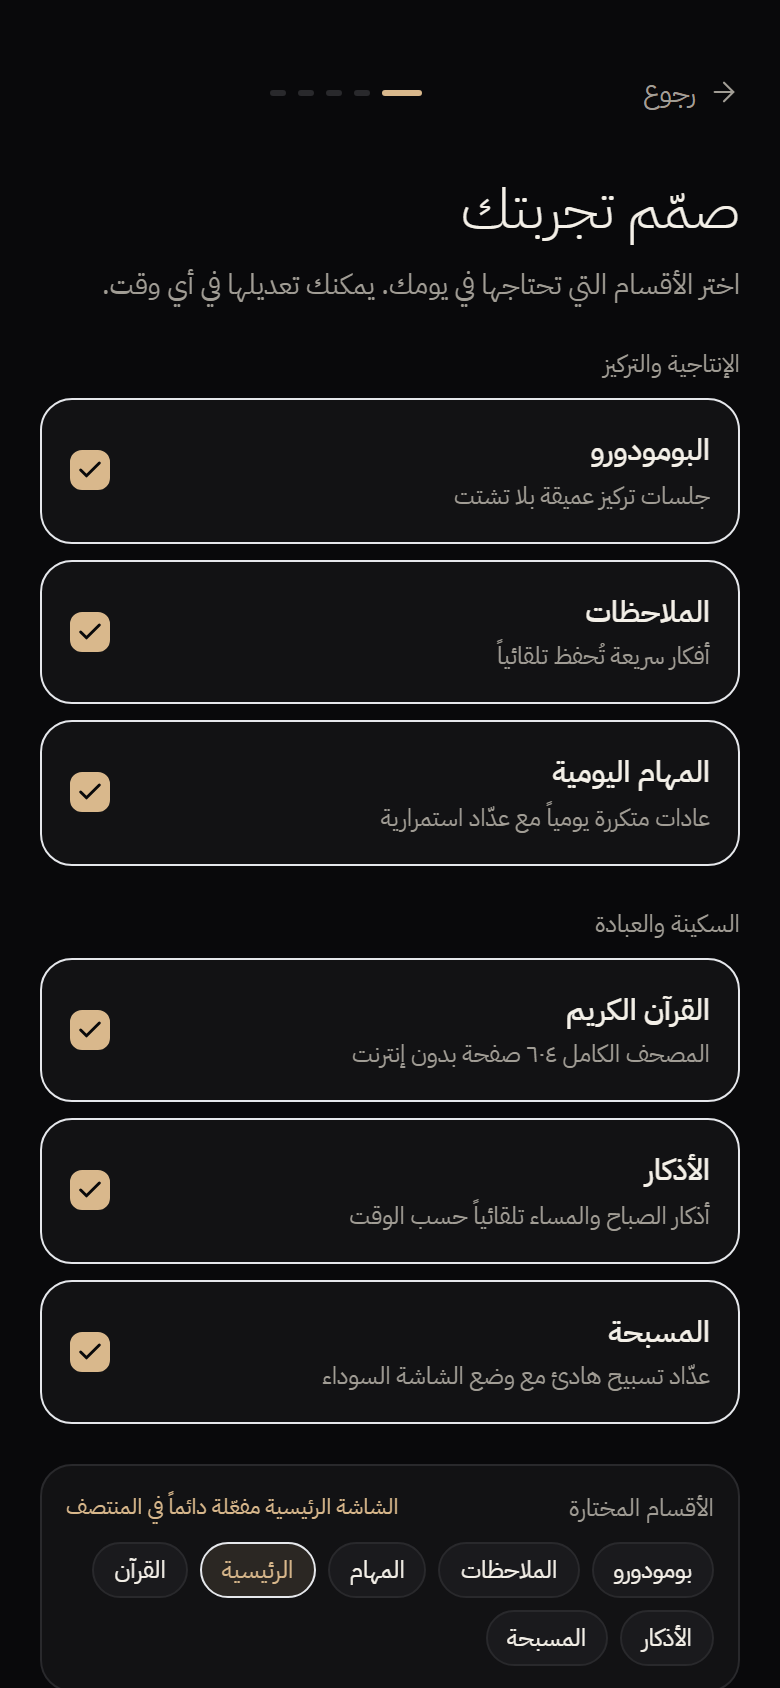 رجوع
صمّم تجربتك
اختر الأقسام التي تحتاجها في يومك. يمكنك تعديلها في أي وقت.
الإنتاجية والتركيز
البومودورو
جلسات تركيز عميقة بلا تشتت
الملاحظات
أفكار سريعة تُحفظ تلقائياً
المهام اليومية
عادات متكررة يومياً مع عدّاد استمرارية
السكينة والعبادة
القرآن الكريم
المصحف الكامل ٦٠٤ صفحة بدون إنترنت
الأذكار
أذكار الصباح والمساء تلقائياً حسب الوقت
المسبحة
عدّاد تسبيح هادئ مع وضع الشاشة السوداء
الأقسام المختارة الشاشة الرئيسية مفعّلة دائماً في المنتصف
بومودورو الملاحظات المهام الرئيسية القرآن
الأذكار المسبحة